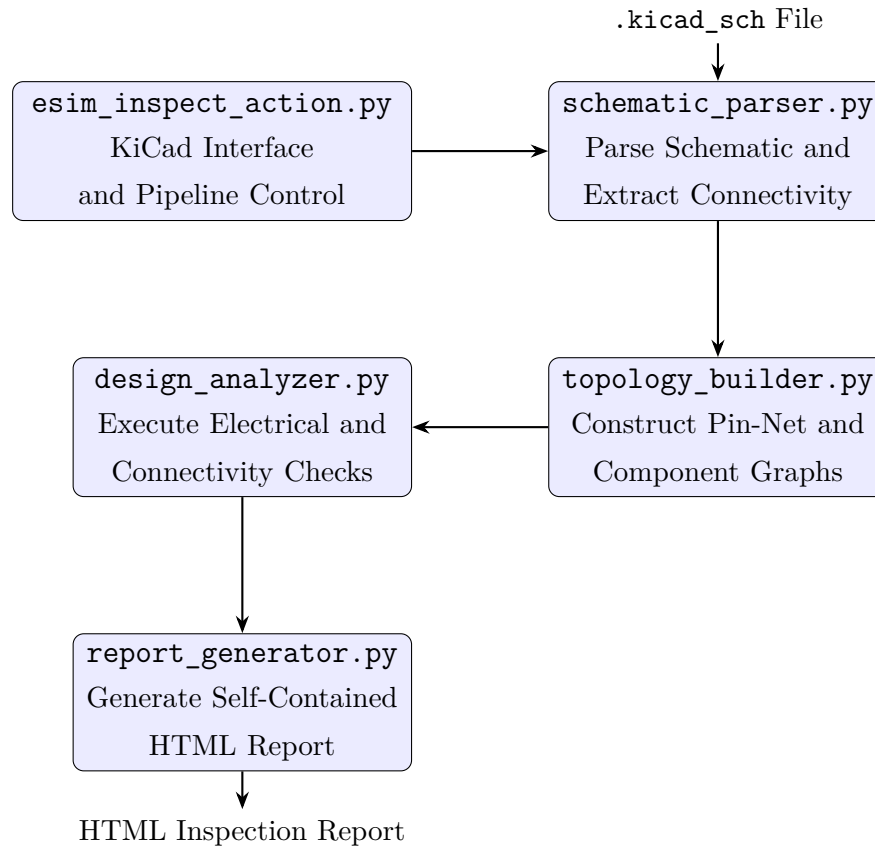 .kicad_sch File
esim_inspect_action.py
KiCad Interface
and Pipeline Control
schematic_parser.py
Parse Schematic and
Extract Connectivity
design_analyzer.py
Execute Electrical and
Connectivity Checks
topology_builder.py
Construct Pin-Net and
Component Graphs
report_generator.py
Generate Self-Contained
HTML Report
HTML Inspection Report